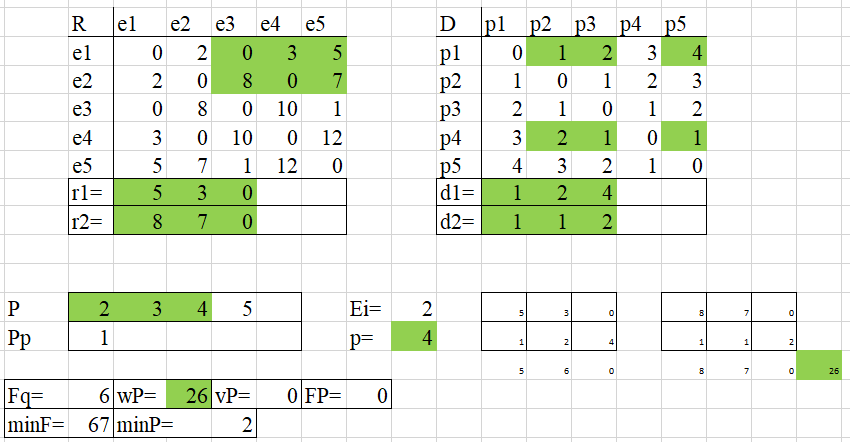 R e1 e2 e3 e4 e5 D p1 p2 p3 p4 p5
e1 0 2 0 3 5 p1 0 1 2 3 4
e2 2 0 8 0 7 p2 1 0 1 2 3
e3 0 8 0 10 1 p3 2 1 0 1 2
e4 3 0 10 0 12 p4 3 2 1 0 1
e5 5 7 1 12 0 p5 4 3 2 1 0
r1= 5 3 0 d1= 1 2 4
r2= 8 7 0 d2= 1 1 2
P 2 3 4 5 Ei= 2 5 3 0 8 7 0
Pp 1 p= 4 1 2 4 1 1 2
5 6 0 8 7 0 26
Fq= 6 wP= 26 vP= 0 FP= 0
minF= 67 minP= 2